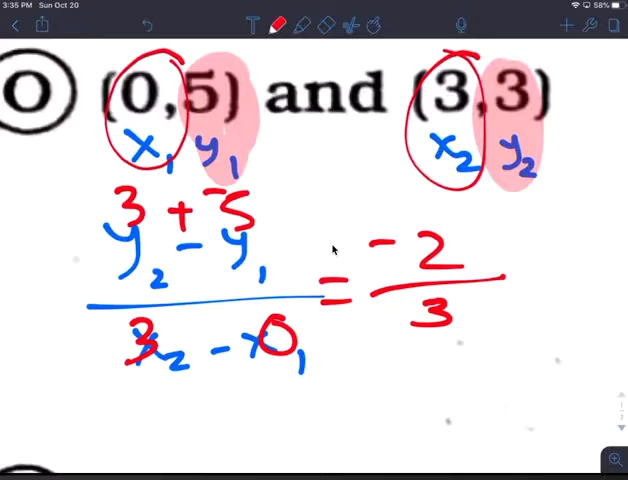 3:35 PM Sun Oct 20
58%
O (0,5) and (3,3)
x₁ y₁ x₂ y₂
3 + -5
y₂ - y₁
= -2
3
3 0
x₂ - x₁